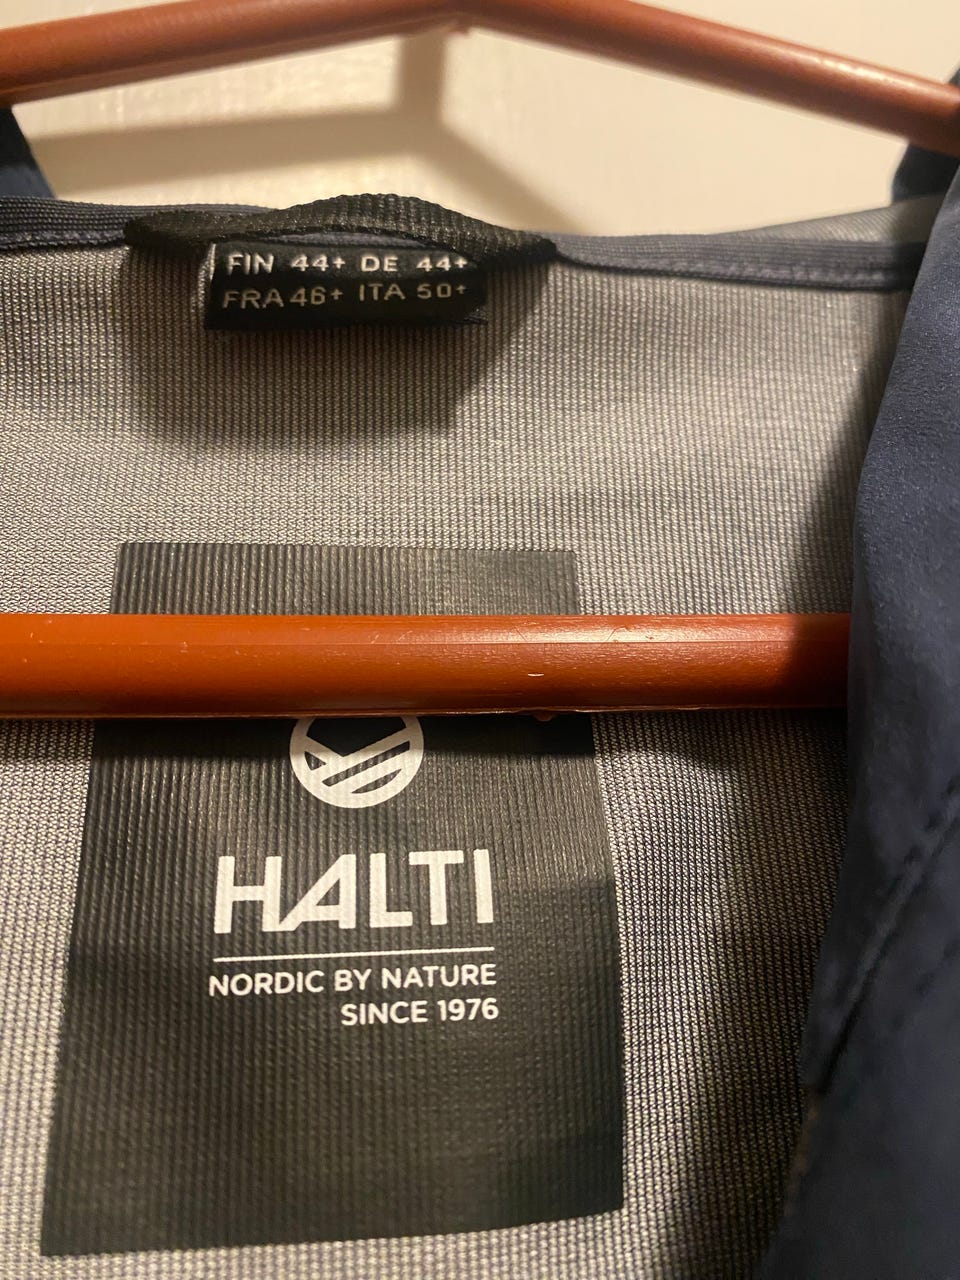 FIN 44+ DE 44+
FRA 46+ ITA 50+
HALTI
NORDIC BY NATURE
SINCE 1976